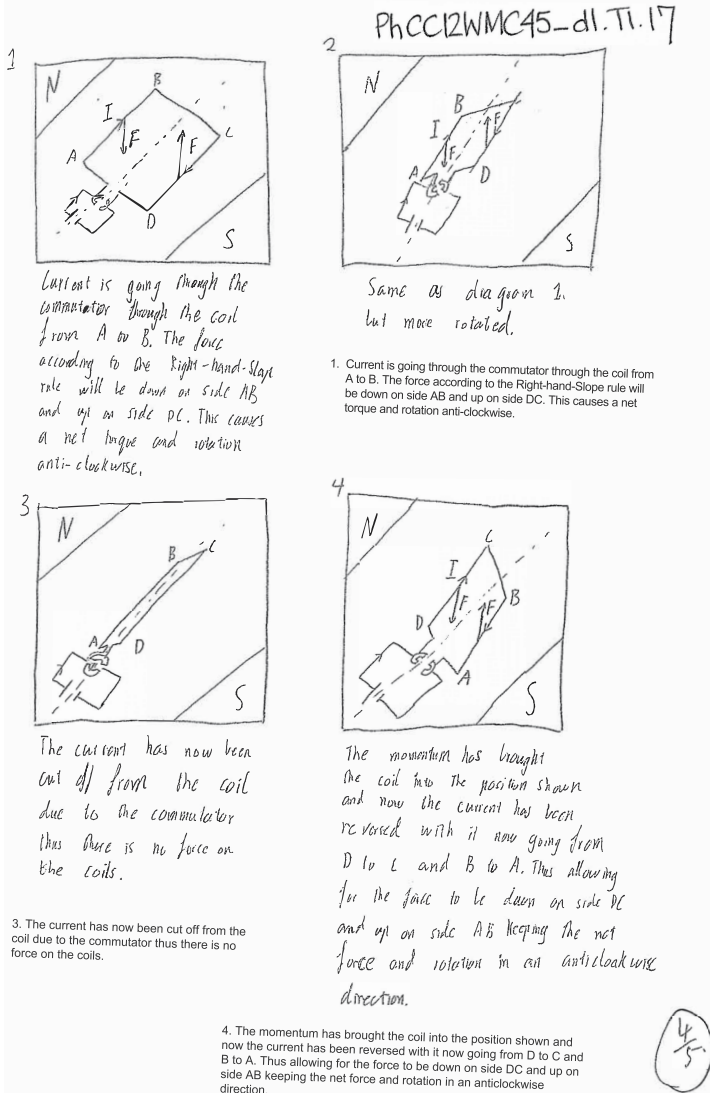 PhCC12WMC45_d1.T1.17
1
N
B
I
F
F
A
C
D
S
2
N
B
I
F
F
A
D
S
Current is going through the
commutator through the coil
from A to B. The force
according to the Right-hand-Slap
rule will be down on side AB
and up on side DC. This causes
a net torque and rotation
anti-clockwise.
Same as diagram 1.
but more rotated.
1. Current is going through the commutator through the coil from
A to B. The force according to the Right-hand-Slope rule will
be down on side AB and up on side DC. This causes a net
torque and rotation anti-clockwise.
3
N
B
C
A
D
S
4
N
C
I
F
F
B
D
A
S
The current has now been
cut off from the coil
due to the commutator
thus there is no force on
the coils.
3. The current has now been cut off from the
coil due to the commutator thus there is no
force on the coils.
The momentum has brought
the coil into the position shown
and now the current has been
reversed with it now going from
D to C and B to A. Thus allowing
for the force to be down on side DC
and up on side AB keeping the net
force and rotation in an anticloakwise
direction.
4. The momentum has brought the coil into the position shown and
now the current has been reversed with it now going from D to C and
B to A. Thus allowing for the force to be down on side DC and up on
side AB keeping the net force and rotation in an anticlockwise
direction.
4/5